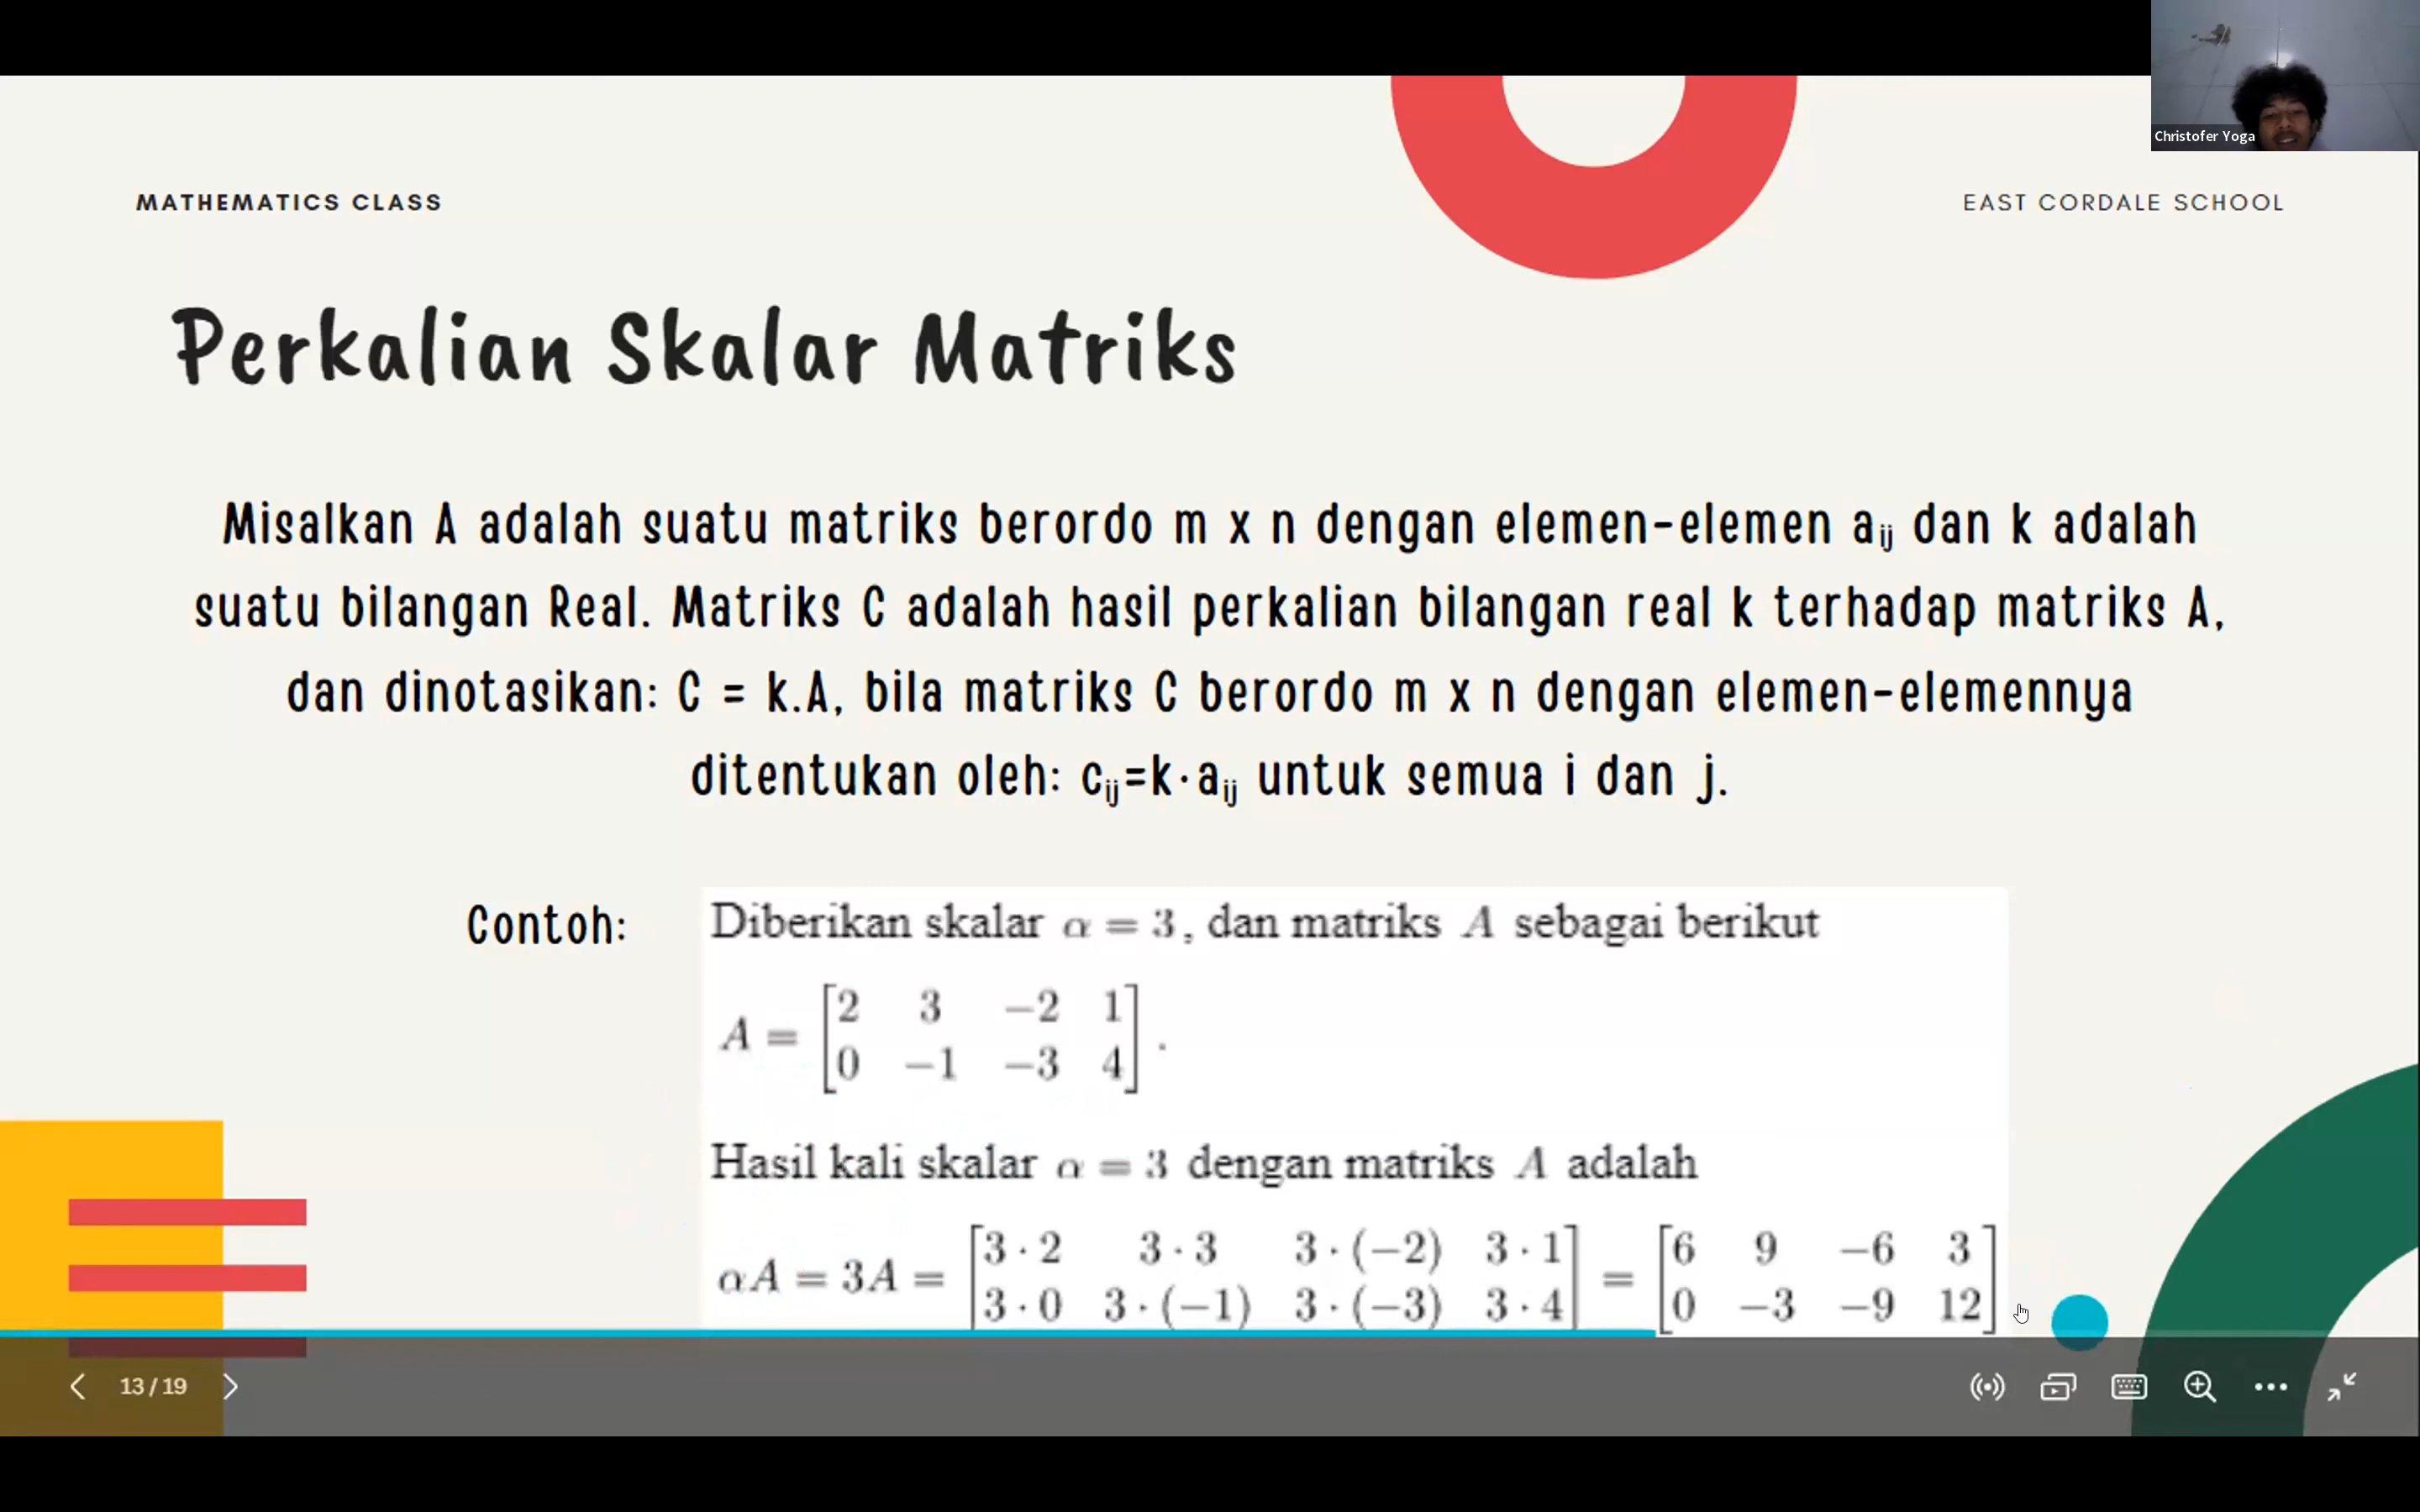 Christofer Yoga
MATHEMATICS CLASS
EAST CORDALE SCHOOL
Perkalian Skalar Matriks
Misalkan A adalah suatu matriks berordo m x n dengan elemen-elemen aᵢⱼ dan k adalah
suatu bilangan Real. Matriks C adalah hasil perkalian bilangan real k terhadap matriks A,
dan dinotasikan: C = k.A, bila matriks C berordo m x n dengan elemen-elemennya
ditentukan oleh: cᵢⱼ=k·aᵢⱼ untuk semua i dan j.
Contoh:
Diberikan skalar α = 3, dan matriks A sebagai berikut
A = [2 3 −2 1
0 −1 −3 4].
Hasil kali skalar α = 3 dengan matriks A adalah
αA = 3A = [3 · 2 3 · 3 3 · (−2) 3 · 1
3 · 0 3 · (−1) 3 · (−3) 3 · 4] = [6 9 −6 3
0 −3 −9 12]
13 / 19